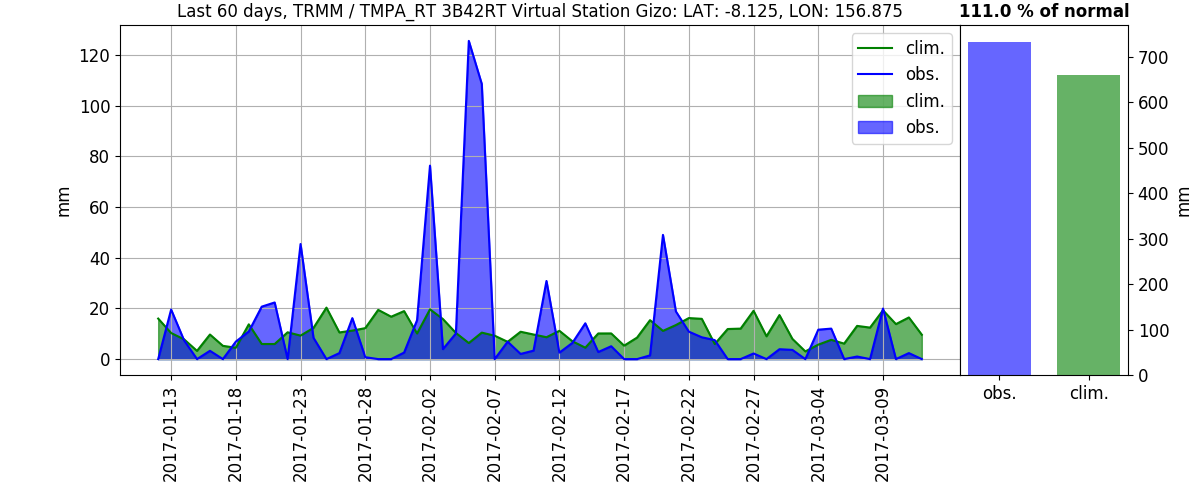 Last 60 days, TRMM / TMPA_RT 3B42RT Virtual Station Gizo: LAT: -8.125, LON: 156.875
111.0 % of normal
mm
120
100
80
60
40
20
0
clim.
obs.
clim.
obs.
2017-01-13
2017-01-18
2017-01-23
2017-01-28
2017-02-02
2017-02-07
2017-02-12
2017-02-17
2017-02-22
2017-02-27
2017-03-04
2017-03-09
700
600
500
400
300
200
100
0
mm
obs.
clim.